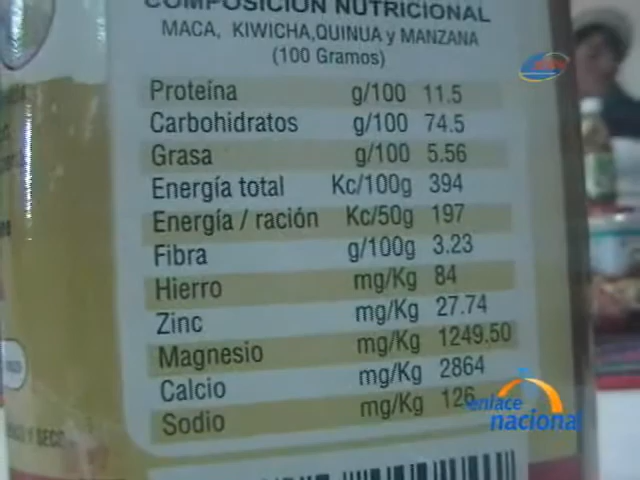 COMPOSICION NUTRICIONAL
MACA, KIWICHA,QUINUA y MANZANA
(100 Gramos)
Proteína g/100 11.5
Carbohidratos g/100 74.5
Grasa g/100 5.56
Energía total Kc/100g 394
Energía / ración Kc/50g 197
Fibra g/100g 3.23
Hierro mg/Kg 84
Zinc mg/Kg 27.74
Magnesio mg/Kg 1249.50
Calcio mg/Kg 2864
Sodio mg/Kg 126
enlace
nacional
Y SECO